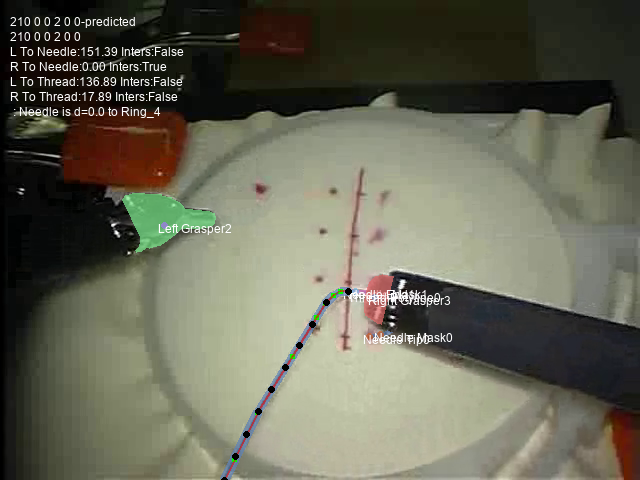 210 0 0 2 0 0-predicted
210 0 0 2 0 0
L To Needle:151.39 Inters:False
R To Needle:0.00 Inters:True
L To Thread:136.89 Inters:False
R To Thread:17.89 Inters:False
: Needle is d=0.0 to Ring_4
Left Grasper2
Right Grasper3
Needle Mask0
Needle Tip0